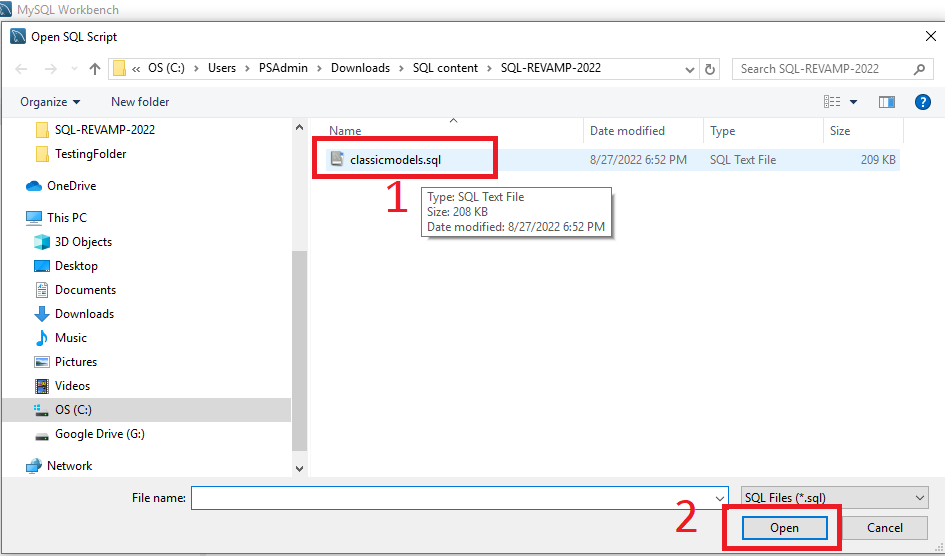 MySQL Workbench
Open SQL Script
« OS (C:) > Users > PSAdmin > Downloads > SQL content > SQL-REVAMP-2022
Search SQL-REVAMP-2022
Organize
New folder
SQL-REVAMP-2022
TestingFolder
OneDrive
This PC
3D Objects
Desktop
Documents
Downloads
Music
Pictures
Videos
OS (C:)
Google Drive (G:)
Network
Name Date modified Type Size
classicmodels.sql 8/27/2022 6:52 PM SQL Text File 209 KB
1
Type: SQL Text File
Size: 208 KB
Date modified: 8/27/2022 6:52 PM
File name:
SQL Files (*.sql)
2
Open
Cancel